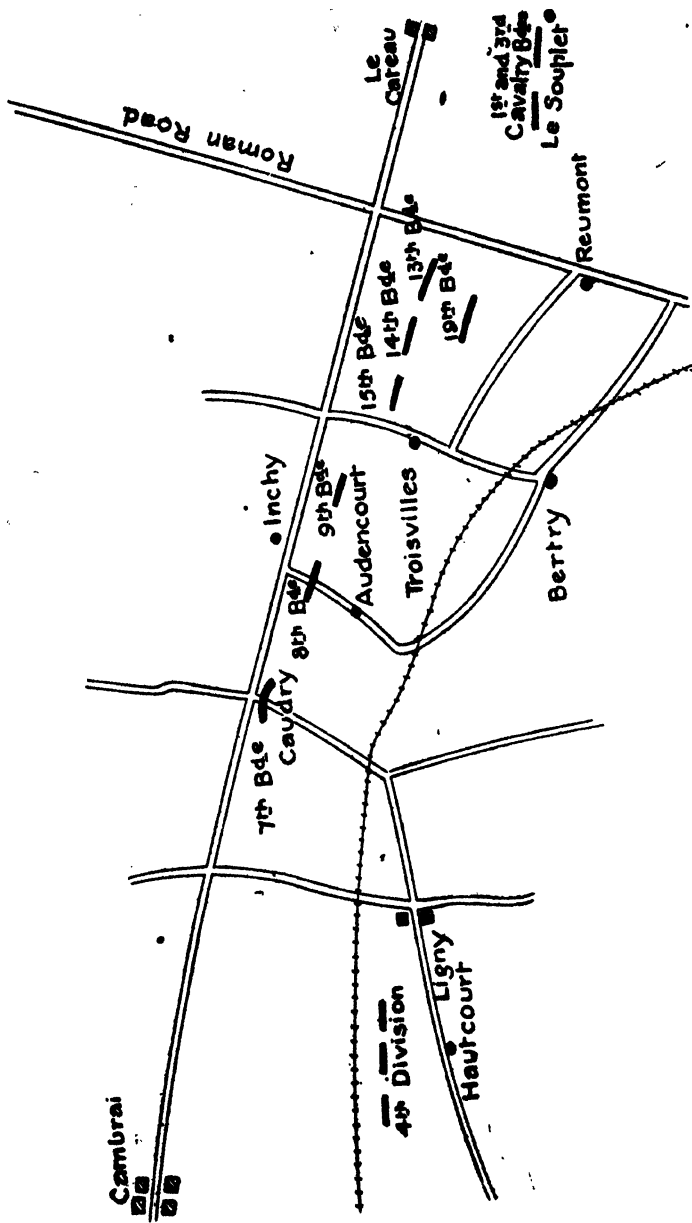 Cambrai
Le
Cateau
Roman Road
1st and 3rd
Cavalry Bde
Le Souplet
Inchy
15th Bde
14th Bde
13th Bde
19th Bde
Reumont
9th Bde
8th Bde
Audencourt
Troisvilles
Bertry
7th Bde
Caudry
4th Division
Ligny
Hautcourt